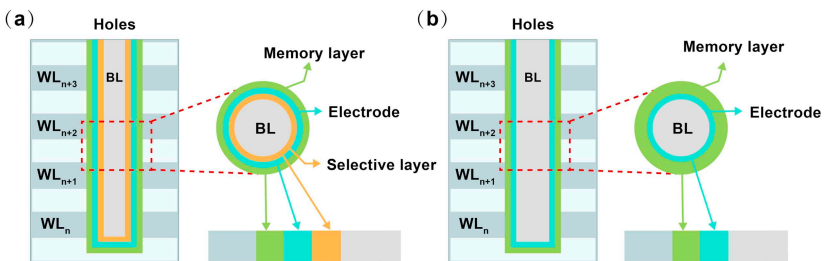 (a)
Holes
BL
WLn+3
WLn+2
WLn+1
WLn
Memory layer
Electrode
BL
Selective layer
(b)
Holes
BL
WLn+3
WLn+2
WLn+1
WLn
Memory layer
Electrode
BL